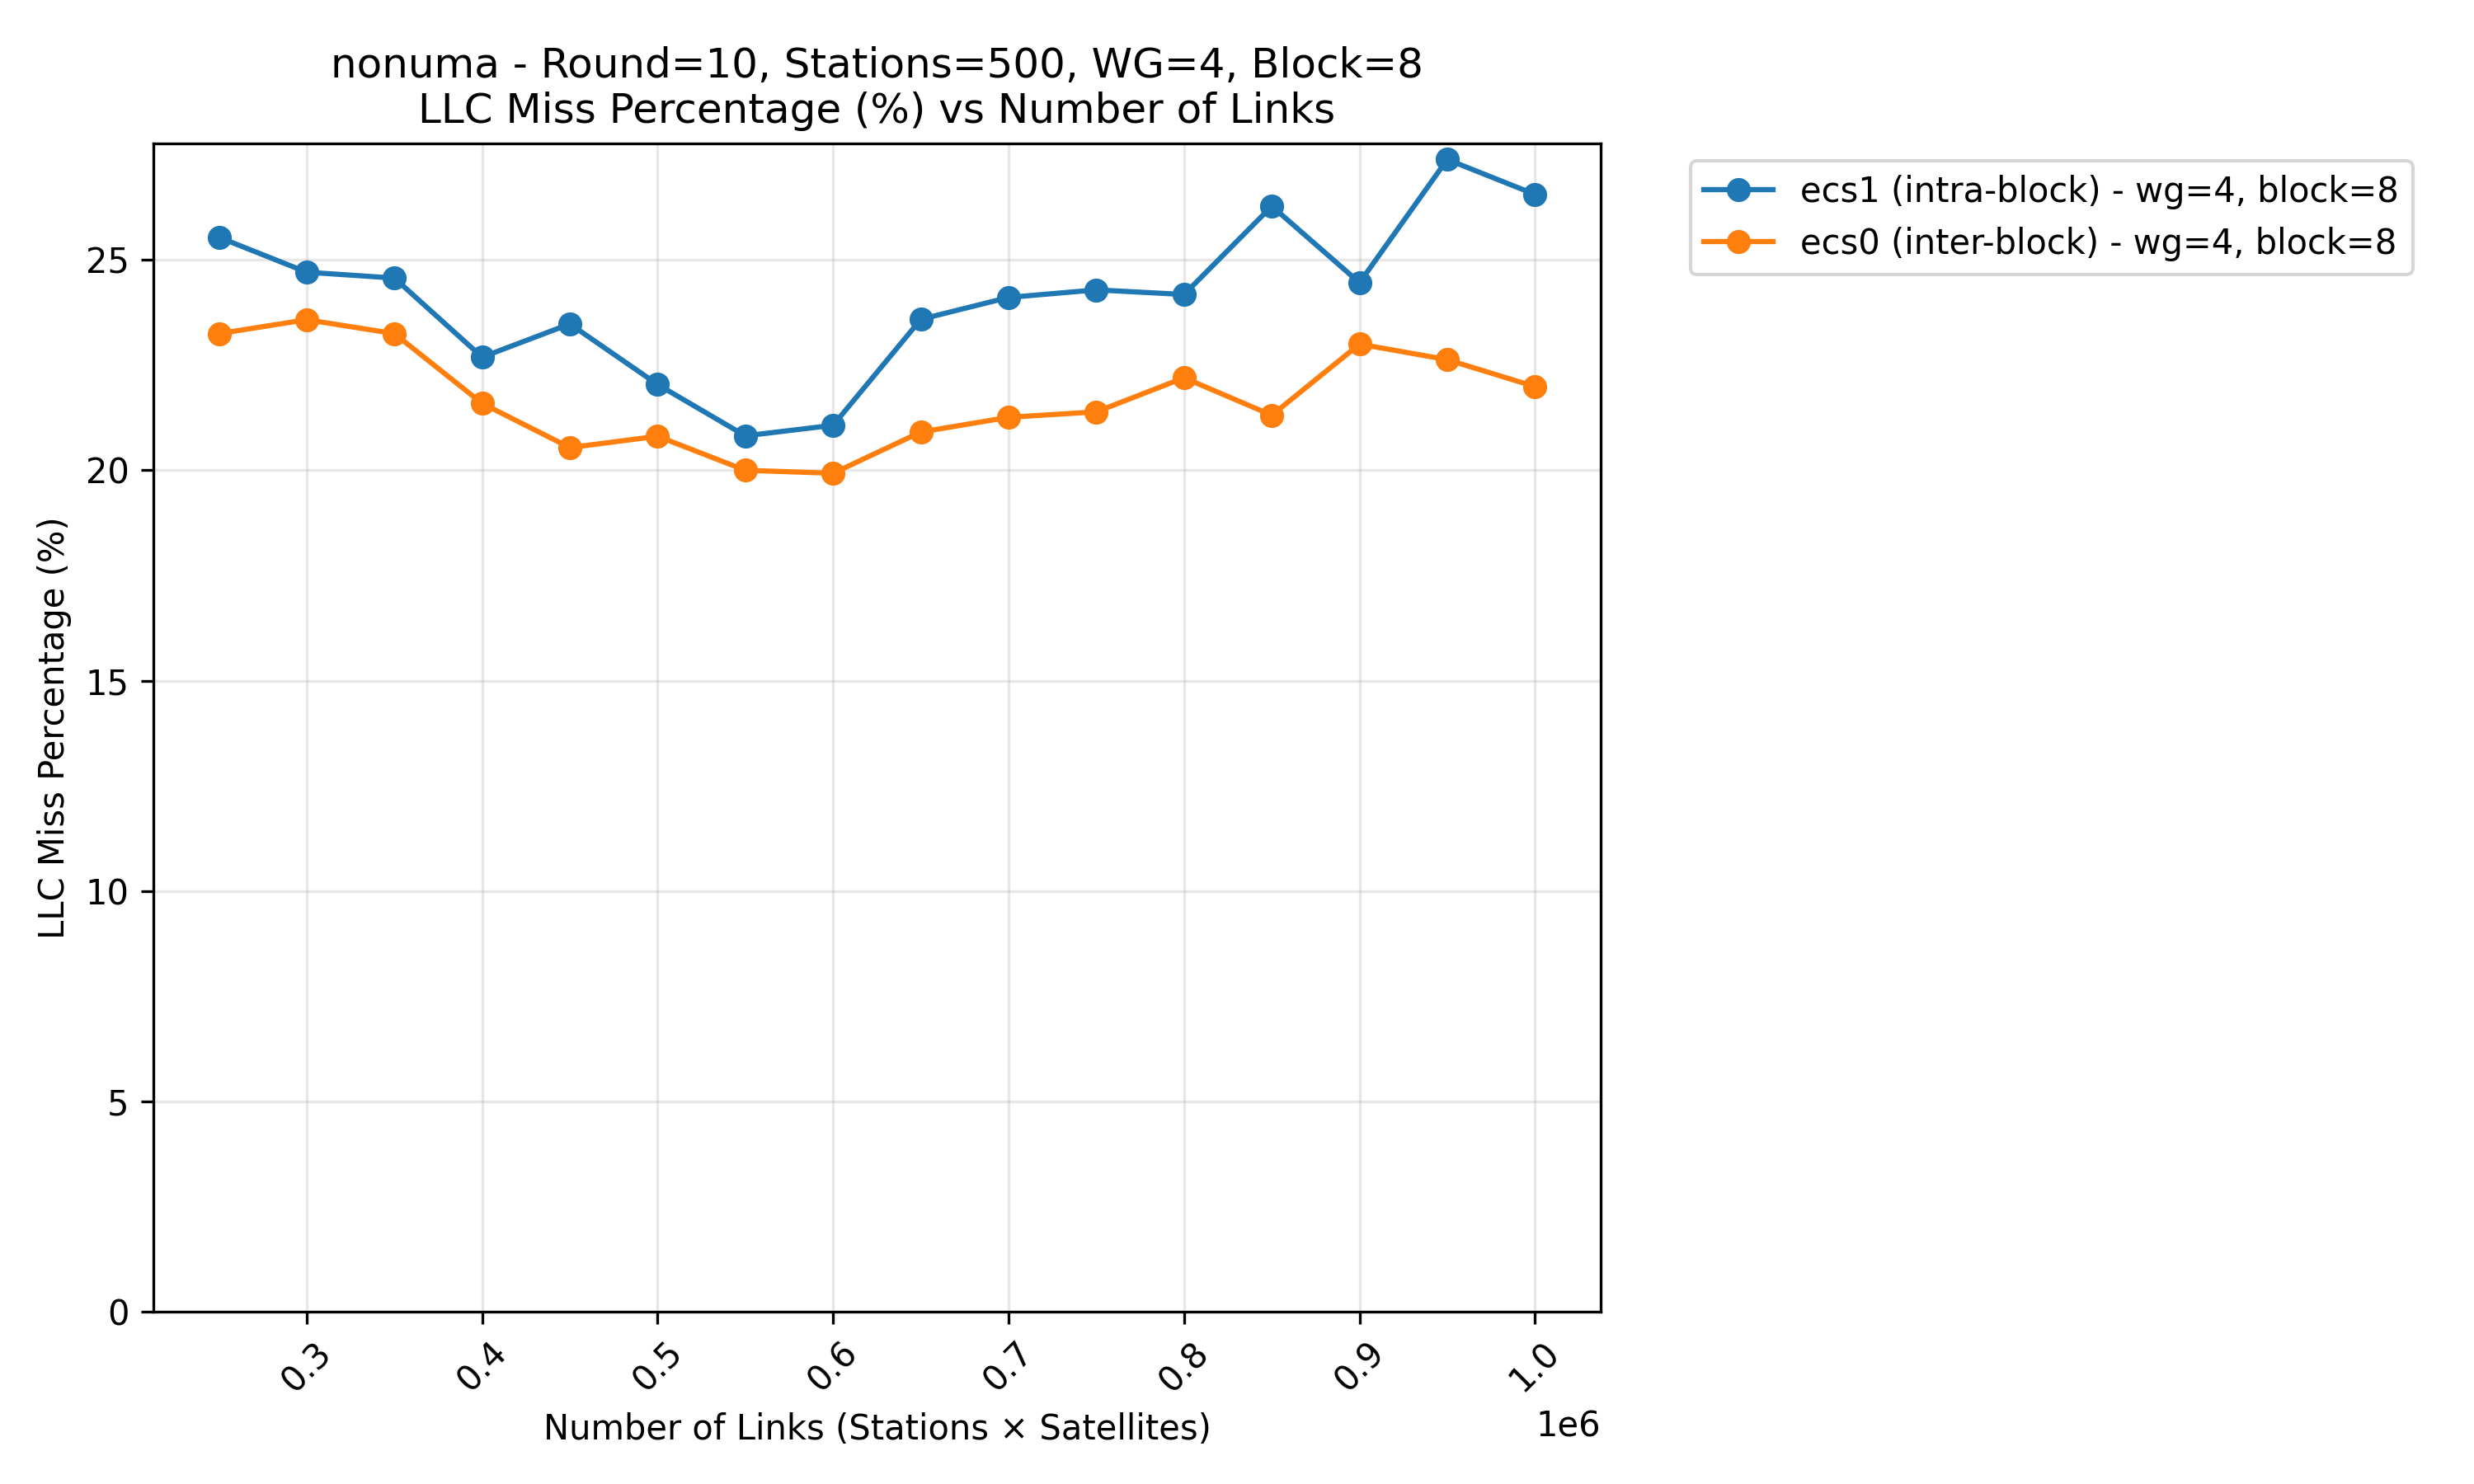 nonuma - Round=10, Stations=500, WG=4, Block=8
LLC Miss Percentage (%) vs Number of Links
ecs1 (intra-block) - wg=4, block=8
ecs0 (inter-block) - wg=4, block=8
LLC Miss Percentage (%)
25
20
15
10
5
0
0.3
0.4
0.5
0.6
0.7
0.8
0.9
1.0
1e6
Number of Links (Stations × Satellites)